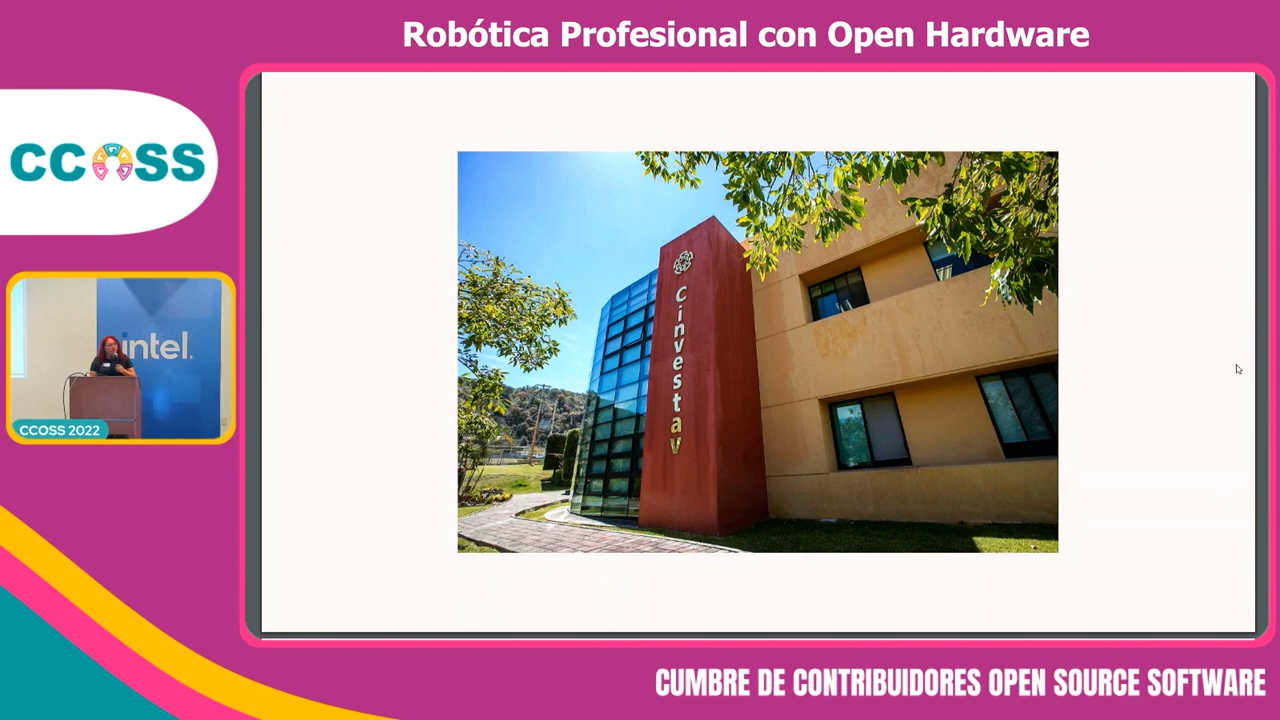 Robótica Profesional con Open Hardware
CCOSS
Cinvestav
intel.
CCOSS 2022
CUMBRE DE CONTRIBUIDORES OPEN SOURCE SOFTWARE